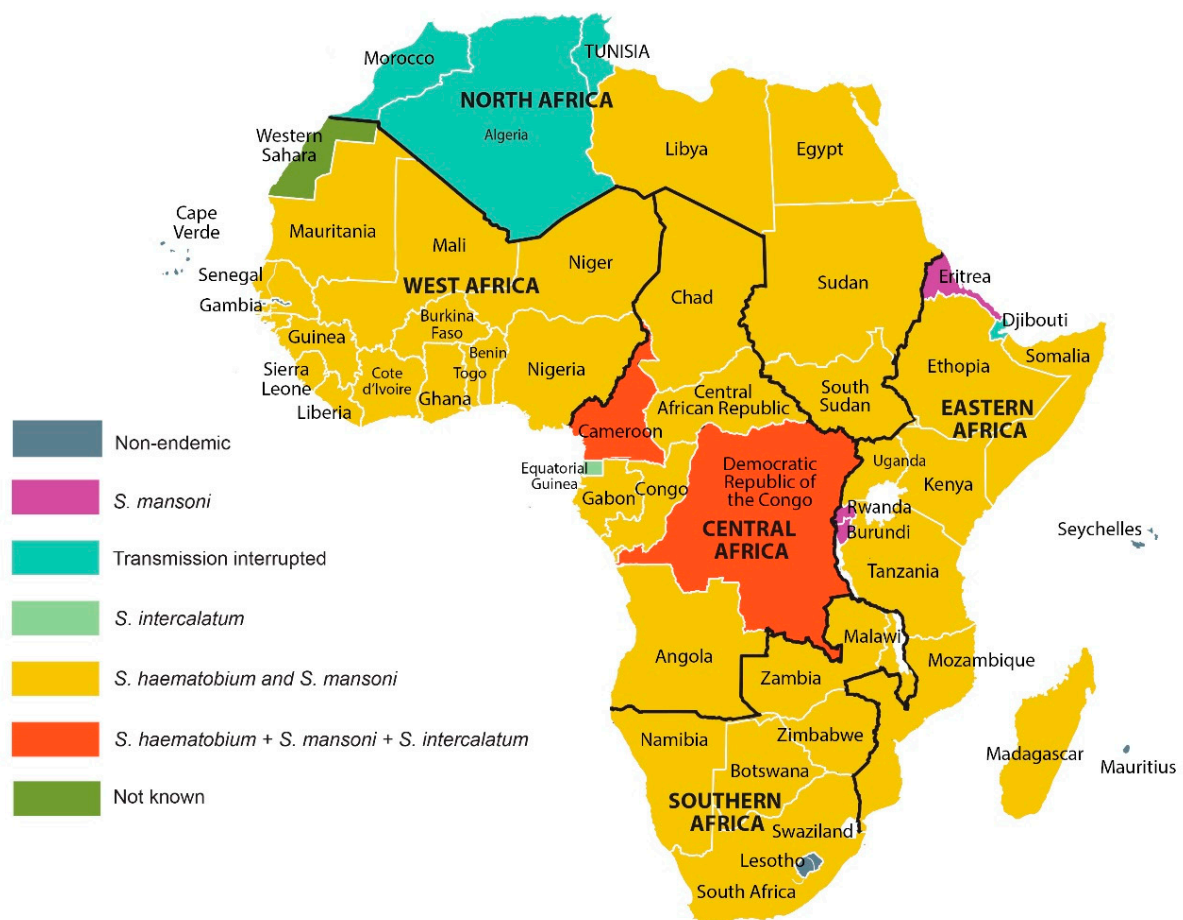 Morocco
TUNISIA
NORTH AFRICA
Algeria
Western
Sahara
Libya
Egypt
Cape
Verde
Mauritania
Mali
Niger
Chad
Sudan
Eritrea
Senegal
WEST AFRICA
Gambia
Djibouti
Burkina
Faso
Guinea
Benin
Togo
Nigeria
Ethiopia
Somalia
Sierra
Leone
Cote
d'Ivoire
Ghana
Liberia
Central
African Republic
South
Sudan
EASTERN
AFRICA
Cameroon
Equatorial
Guinea
Gabon
Congo
Democratic
Republic of
the Congo
CENTRAL
AFRICA
Uganda
Kenya
Rwanda
Burundi
Seychelles
Tanzania
Angola
Malawi
Zambia
Mozambique
Namibia
Zimbabwe
Botswana
Madagascar
Mauritius
SOUTHERN
AFRICA
Swaziland
Lesotho
South Africa
Non-endemic
S. mansoni
Transmission interrupted
S. intercalatum
S. haematobium and S. mansoni
S. haematobium + S. mansoni + S. intercalatum
Not known